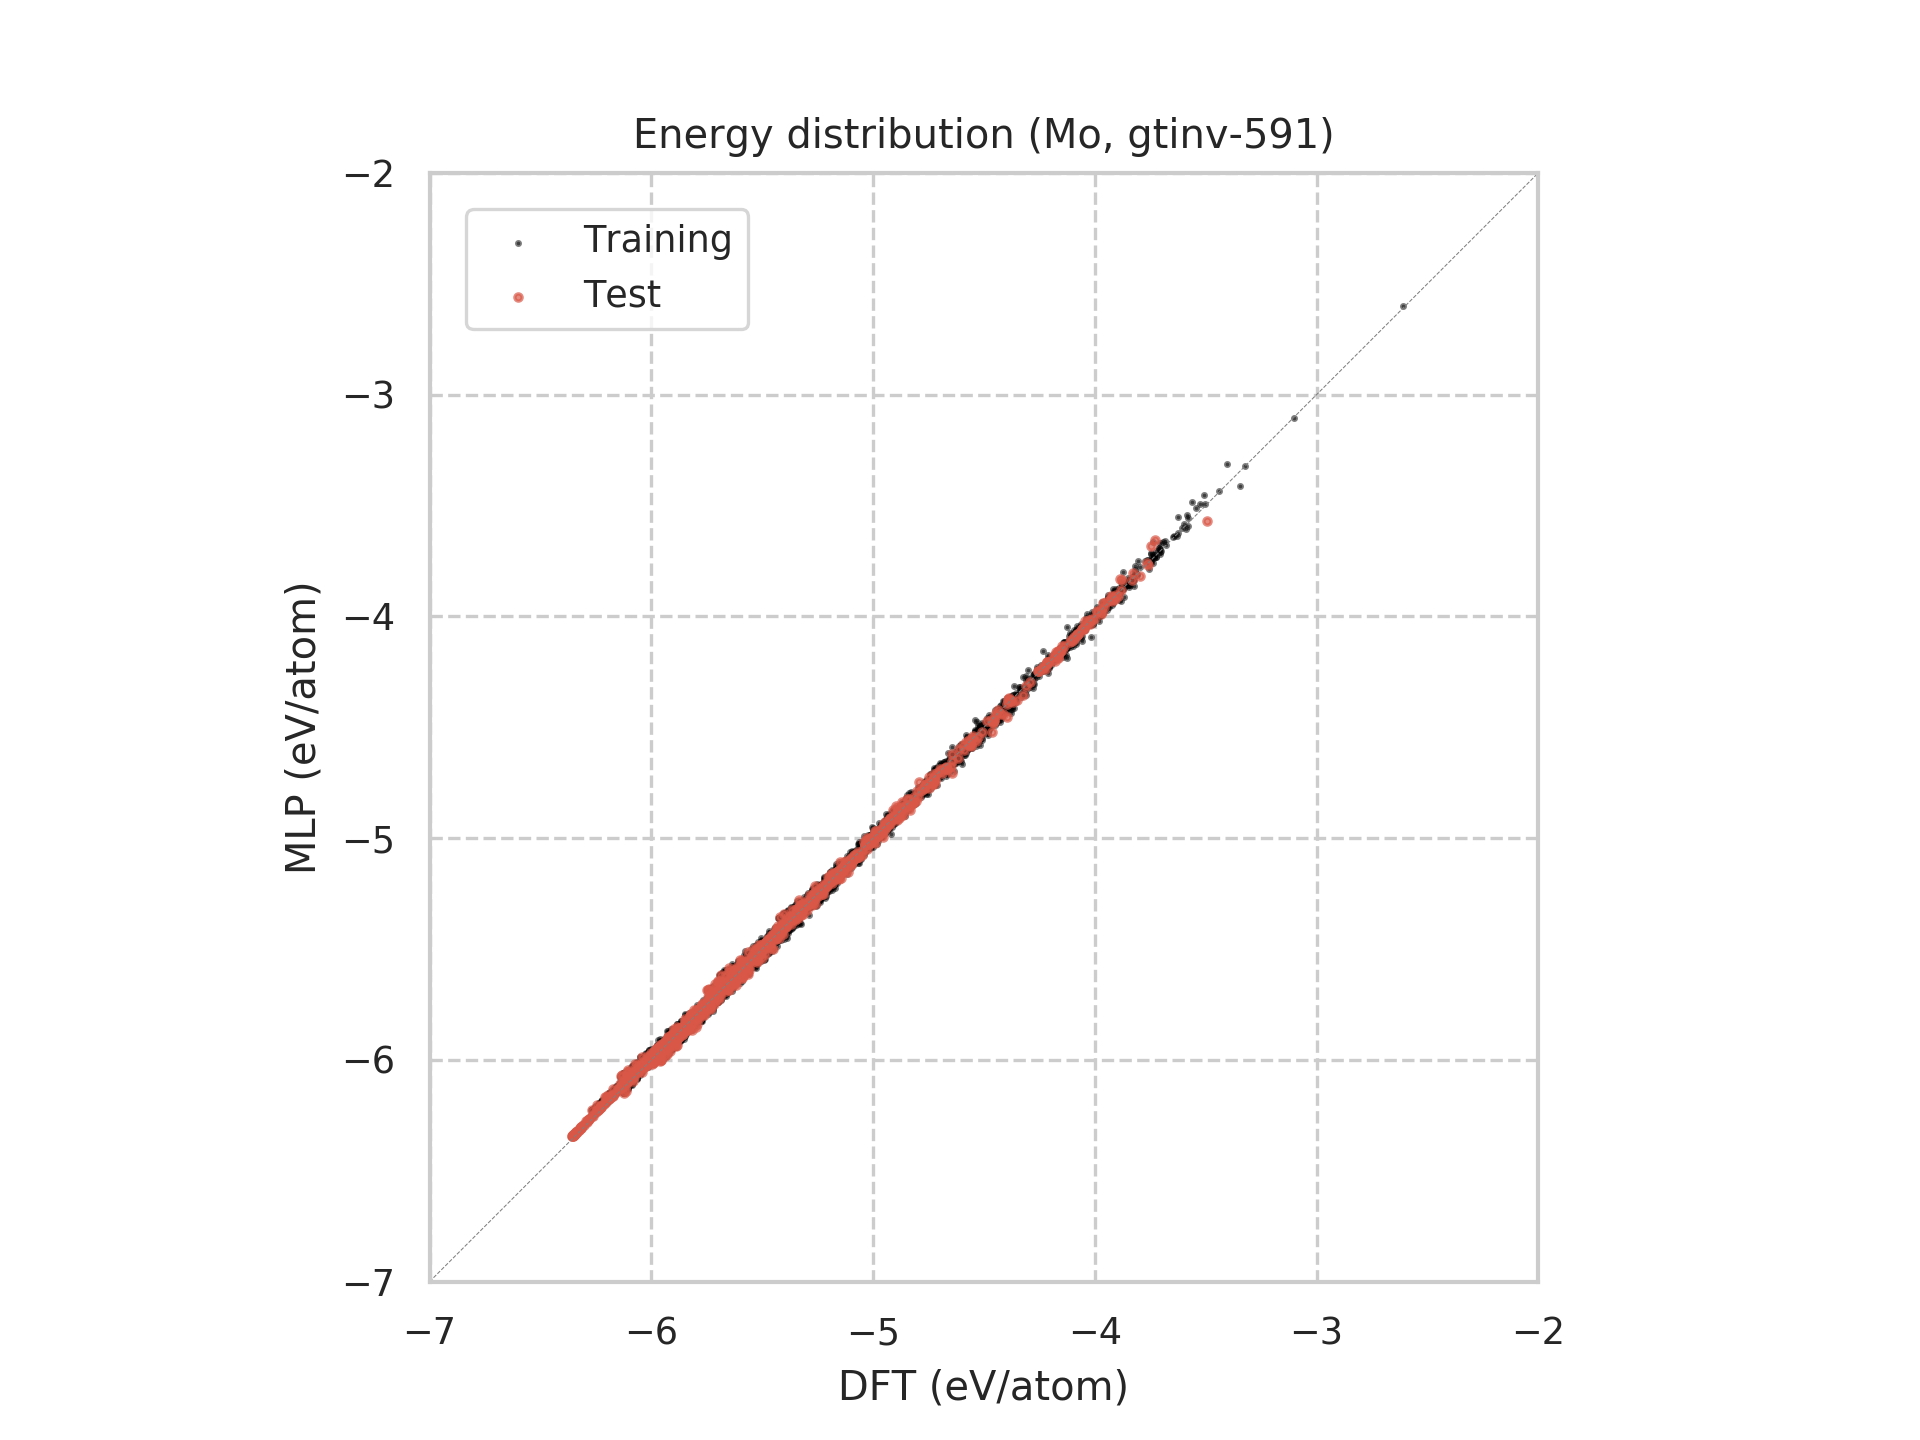 Energy distribution (Mo, gtinv-591)
−2
−3
−4
−5
−6
−7
MLP (eV/atom)
Training
Test
−7 −6 −5 −4 −3 −2
DFT (eV/atom)